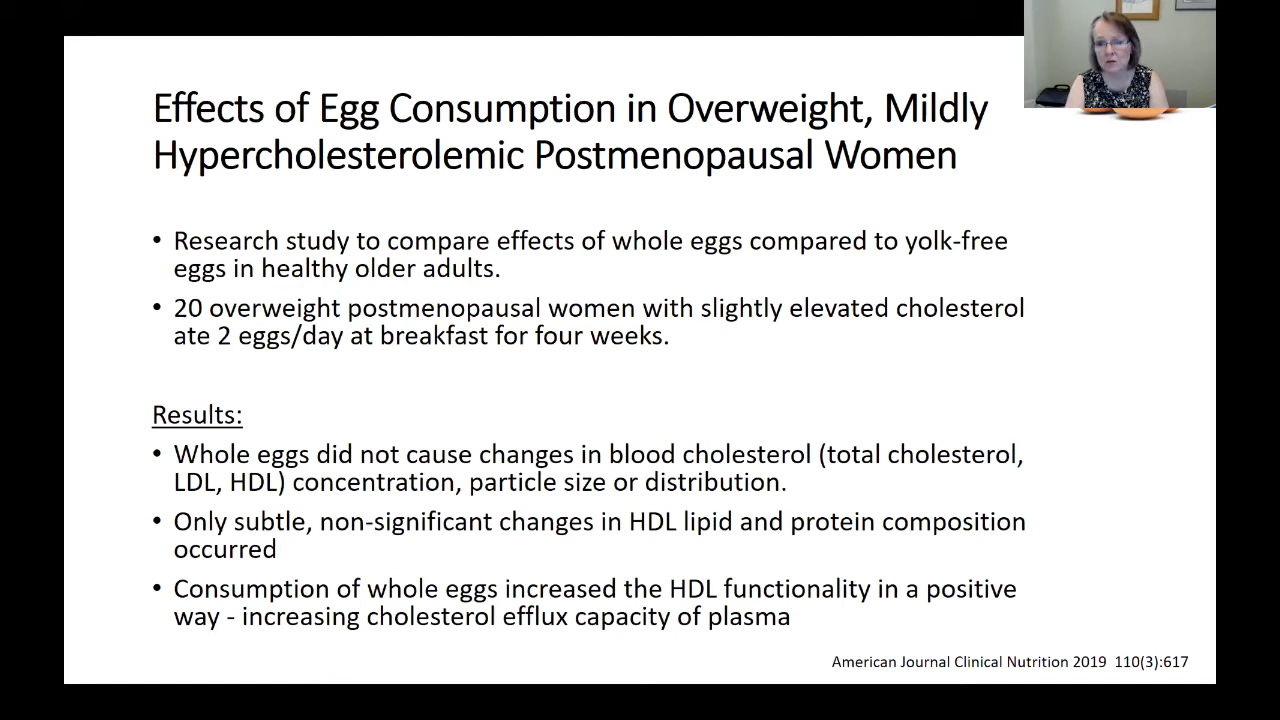 Effects of Egg Consumption in Overweight, Mildly
Hypercholesterolemic Postmenopausal Women
• Research study to compare effects of whole eggs compared to yolk-free
eggs in healthy older adults.
• 20 overweight postmenopausal women with slightly elevated cholesterol
ate 2 eggs/day at breakfast for four weeks.
Results:
• Whole eggs did not cause changes in blood cholesterol (total cholesterol,
LDL, HDL) concentration, particle size or distribution.
• Only subtle, non-significant changes in HDL lipid and protein composition
occurred
• Consumption of whole eggs increased the HDL functionality in a positive
way - increasing cholesterol efflux capacity of plasma
American Journal Clinical Nutrition 2019 110(3):617